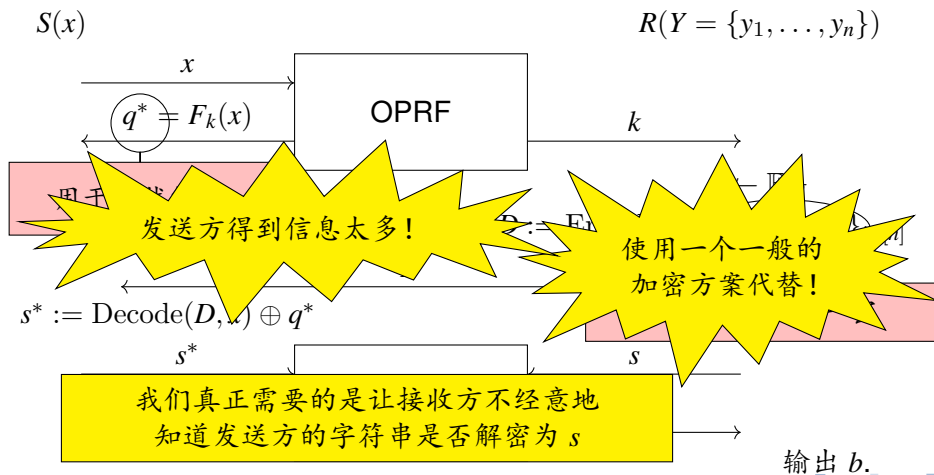 S(x)
R(Y = {y₁, . . . , yₙ})
x
OPRF
q* = Fₖ(x)
k
发送方得到信息太多！
使用一个一般的
加密方案代替！
s* := Decode(D, x) ⊕ q*
s*
s
我们真正需要的是让接收方不经意地
知道发送方的字符串是否解密为 s
输出 b.